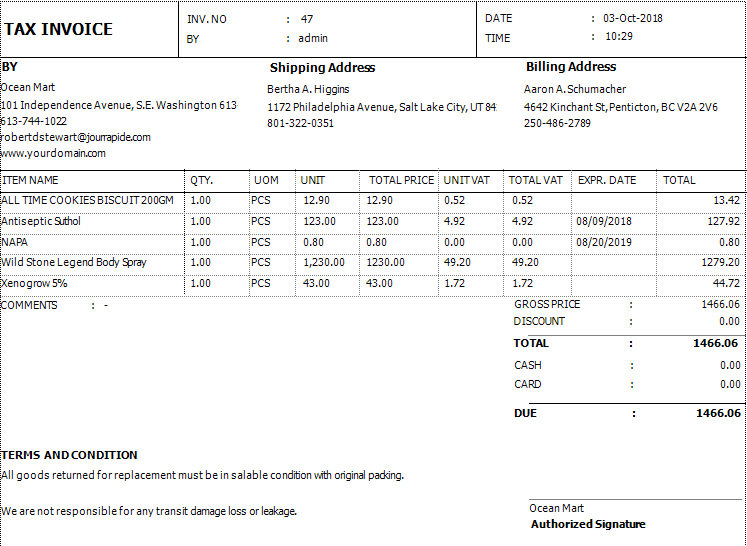 TAX INVOICE
INV. NO : 47
BY : admin
DATE : 03-Oct-2018
TIME : 10:29
BY
Ocean Mart
101 Independence Avenue, S.E. Washington 613
613-744-1022
robertdstewart@jourrapide.com
www.yourdomain.com
Shipping Address
Bertha A. Higgins
1172 Philadelphia Avenue, Salt Lake City, UT 84
801-322-0351
Billing Address
Aaron A. Schumacher
4642 Kinchant St, Penticton, BC V2A 2V6
250-486-2789
ITEM NAME QTY. UOM UNIT TOTAL PRICE UNIT VAT TOTAL VAT EXPR. DATE TOTAL
ALL TIME COOKIES BISCUIT 200GM 1.00 PCS 12.90 12.90 0.52 0.52 13.42
Antiseptic Suthol 1.00 PCS 123.00 123.00 4.92 4.92 08/09/2018 127.92
NAPA 1.00 PCS 0.80 0.80 0.00 0.00 08/20/2019 0.80
Wild Stone Legend Body Spray 1.00 PCS 1,230.00 1230.00 49.20 49.20 1279.20
Xenogrow 5% 1.00 PCS 43.00 43.00 1.72 1.72 44.72
COMMENTS : -
GROSS PRICE : 1466.06
DISCOUNT : 0.00
TOTAL : 1466.06
CASH : 0.00
CARD : 0.00
DUE : 1466.06
TERMS AND CONDITION
All goods returned for replacement must be in salable condition with original packing.
We are not responsible for any transit damage loss or leakage.
Ocean Mart
Authorized Signature